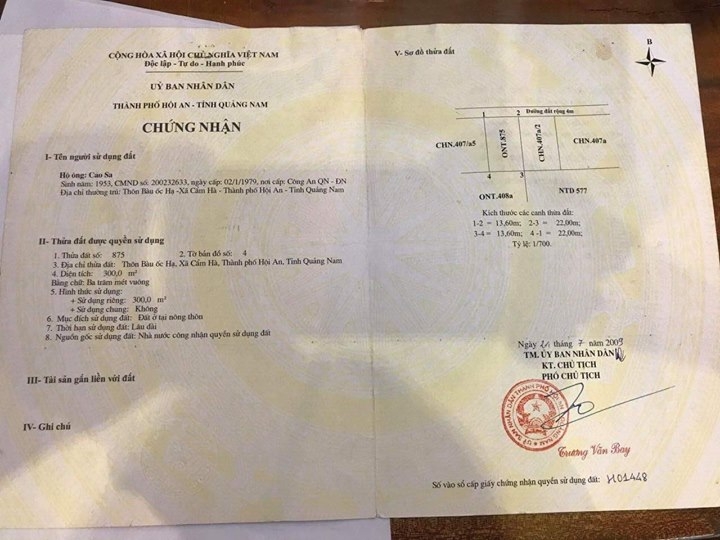 CỘNG HÒA XÃ HỘI CHỦ NGHĨA VIỆT NAM
Độc lập - Tự do - Hạnh phúc
UỶ BAN NHÂN DÂN
THÀNH PHỐ HỘI AN - TỈNH QUẢNG NAM
CHỨNG NHẬN
I- Tên người sử dụng đất
Hộ ông: Cao Sa
Sinh năm: 1953, CMND số: 200232633, ngày cấp: 02/1/1979, nơi cấp: Công An QN - ĐN
Địa chỉ thường trú: Thôn Bàu ốc Hạ -Xã Cẩm Hà - Thành phố Hội An - Tỉnh Quảng Nam
II- Thửa đất được quyền sử dụng
1. Thửa đất số: 875 2. Tờ bản đồ số: 4
3. Địa chỉ thửa đất: Thôn Bàu ốc Hạ, Xã Cẩm Hà, Thành phố Hội An, Tỉnh Quảng Nam
4. Diện tích: 300,0 m²
Bằng chữ: Ba trăm mét vuông
5. Hình thức sử dụng:
+ Sử dụng riêng: 300,0 m²
+ Sử dụng chung: Không
6. Mục đích sử dụng đất: Đất ở tại nông thôn
7. Thời hạn sử dụng đất: Lâu dài
8. Nguồn gốc sử dụng đất: Nhà nước công nhận quyền sử dụng đất
III- Tài sản gắn liền với đất
IV- Ghi chú
V- Sơ đồ thửa đất
B
1 2 Đường đất rộng 4m
CHN.407/a5 ONT.875 CHN.407a/2 CHN.407a
4 3
ONT.408a NTD 577
Kích thước các cạnh thửa đất:
1-2 = 13,60m; 2-3 = 22,00m;
3-4 = 13,60m; 4 -1 = 22,00m;
Tỷ lệ: 1/700.
Ngày tháng 7 năm 2009
TM. ỦY BAN NHÂN DÂN
KT. CHỦ TỊCH
PHÓ CHỦ TỊCH
Trương Văn Bay
Số vào sổ cấp giấy chứng nhận quyền sử dụng đất: H01448